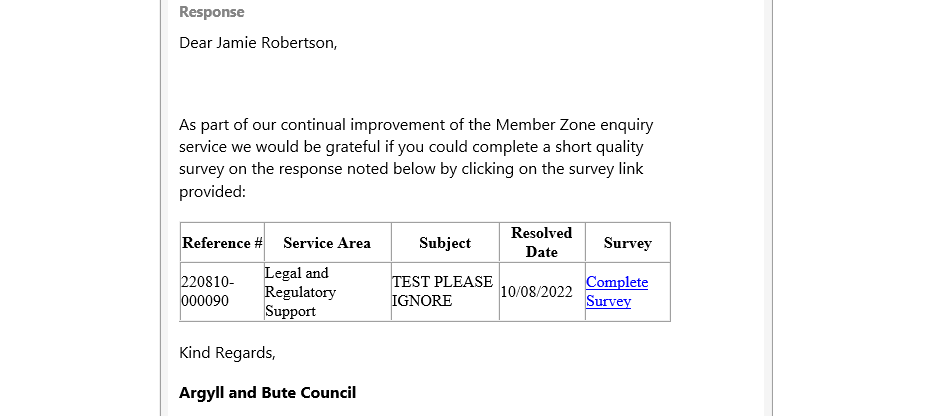 Response
Dear Jamie Robertson,
As part of our continual improvement of the Member Zone enquiry
service we would be grateful if you could complete a short quality
survey on the response noted below by clicking on the survey link
provided:
Reference # Service Area Subject Resolved Date Survey
220810-000090 Legal and Regulatory Support TEST PLEASE IGNORE 10/08/2022 Complete Survey
Kind Regards,
Argyll and Bute Council